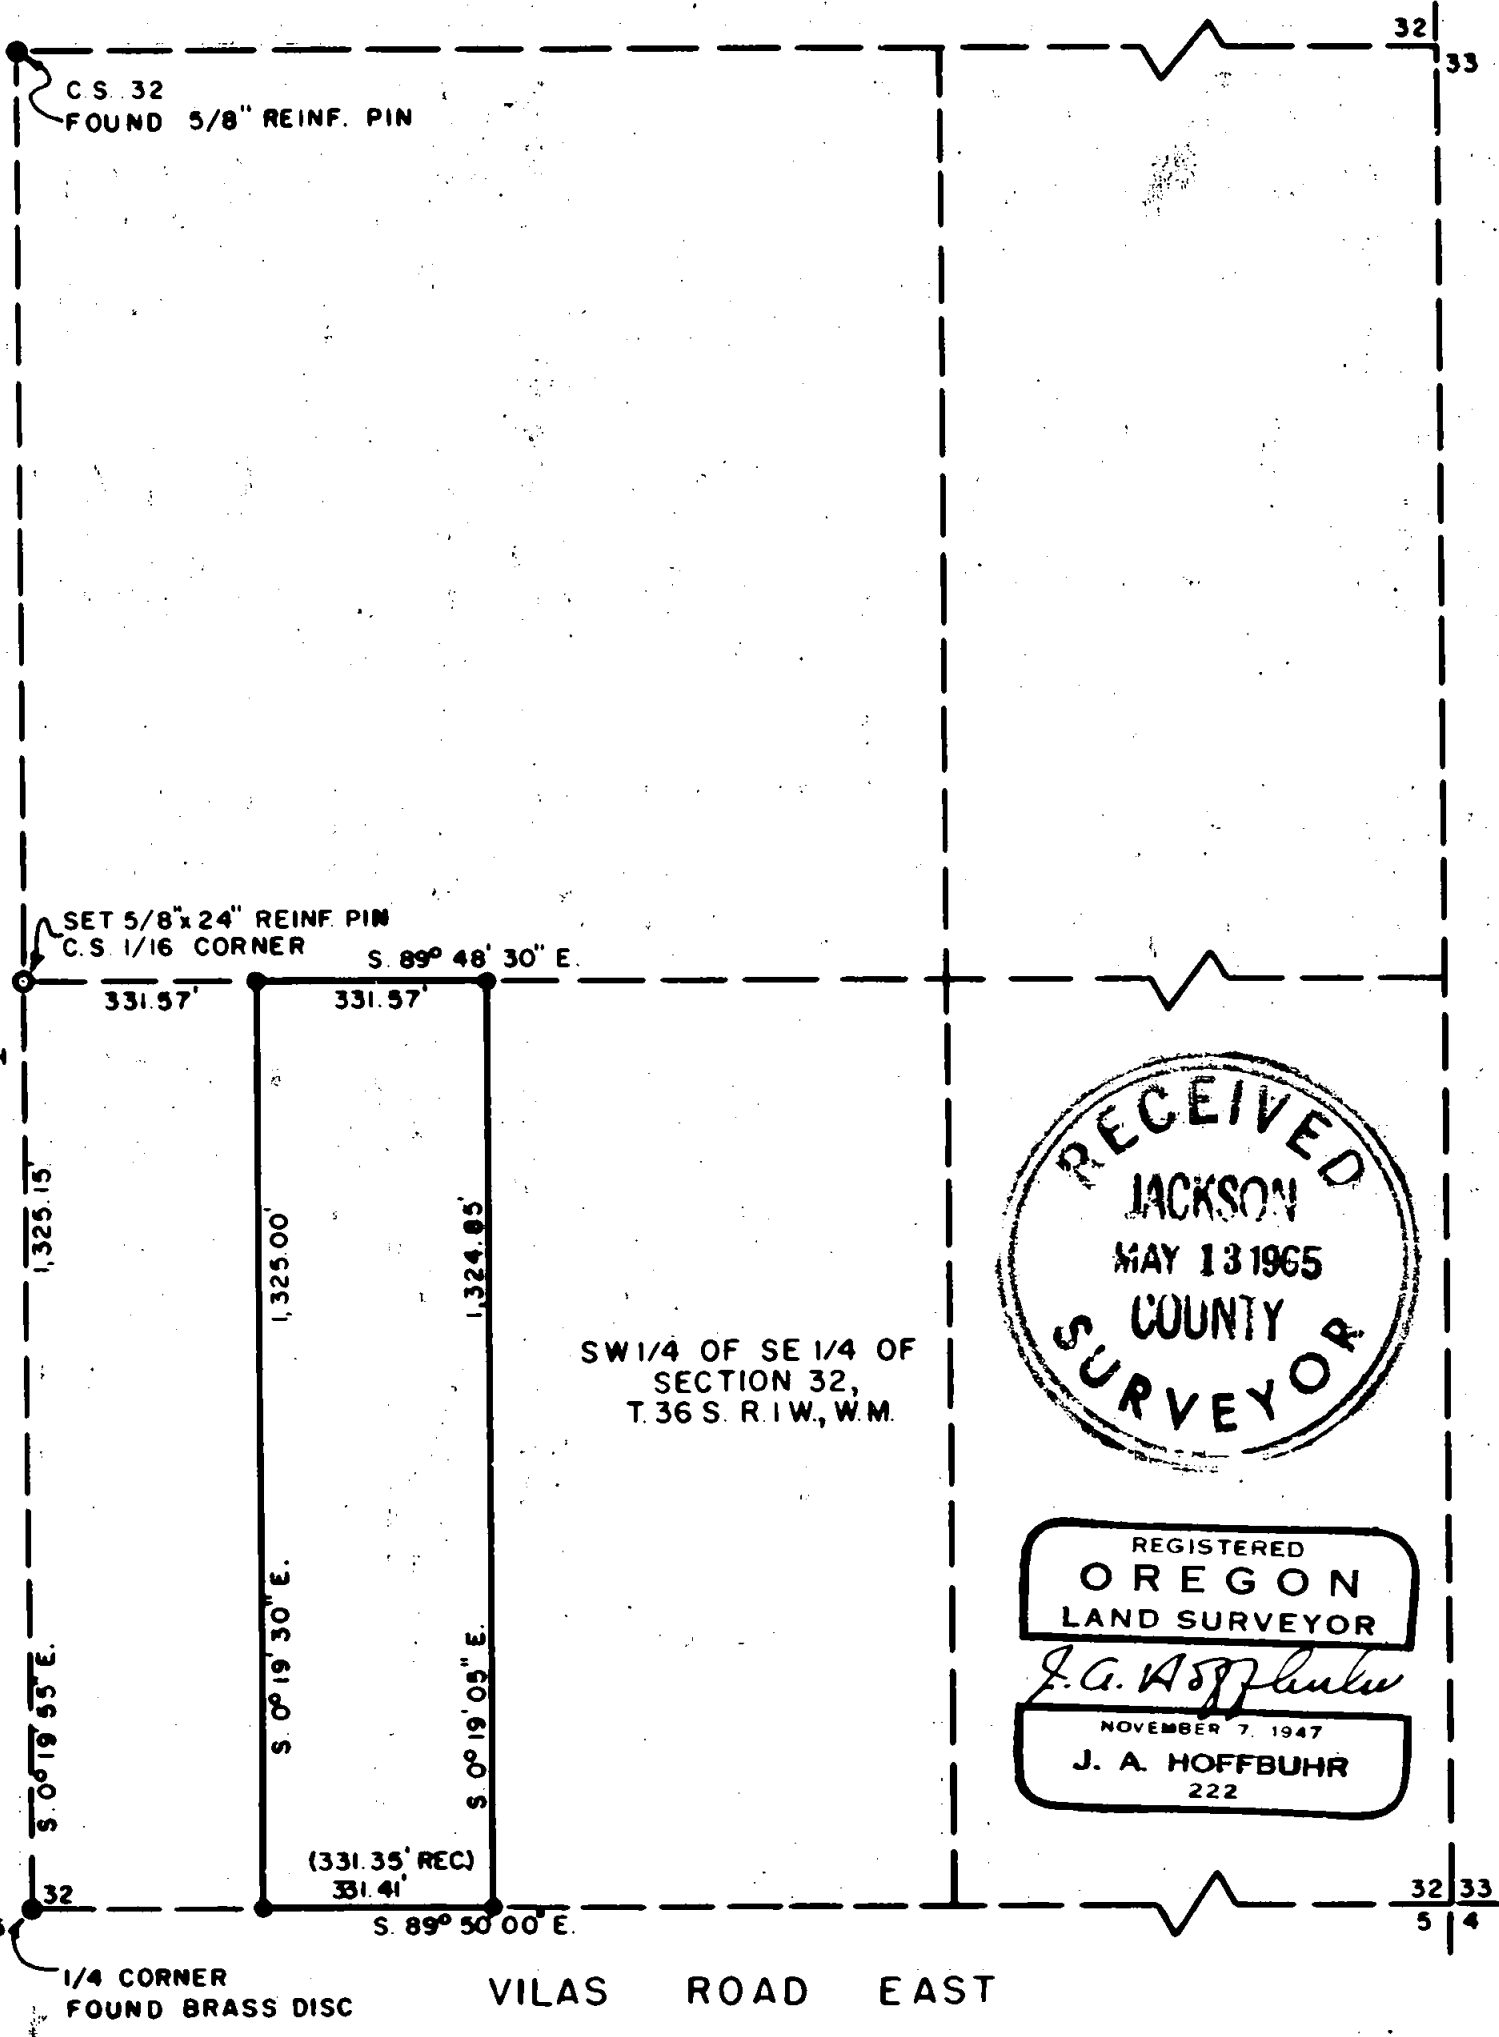 32
33
C.S. 32
FOUND 5/8" REINF. PIN
SET 5/8"x 24" REINF. PIN
C.S. 1/16 CORNER
S. 89° 48' 30" E.
331.57'
331.57'
1,325.15'
1,325.00'
1,324.85'
S. 0° 19' 55" E.
S. 0° 19' 30" E.
S. 0° 19' 05" E.
SW 1/4 OF SE 1/4 OF
SECTION 32,
T. 36 S. R. 1 W., W.M.
RECEIVED
JACKSON
MAY 13 1965
COUNTY
SURVEYOR
REGISTERED
OREGON
LAND SURVEYOR
J. A. Hoffbuhr
NOVEMBER 7, 1947
J. A. HOFFBUHR
222
(331.35' REC.)
331.41'
S. 89° 50' 00" E.
32
32 33
5 4
1/4 CORNER
FOUND BRASS DISC
VILAS ROAD EAST